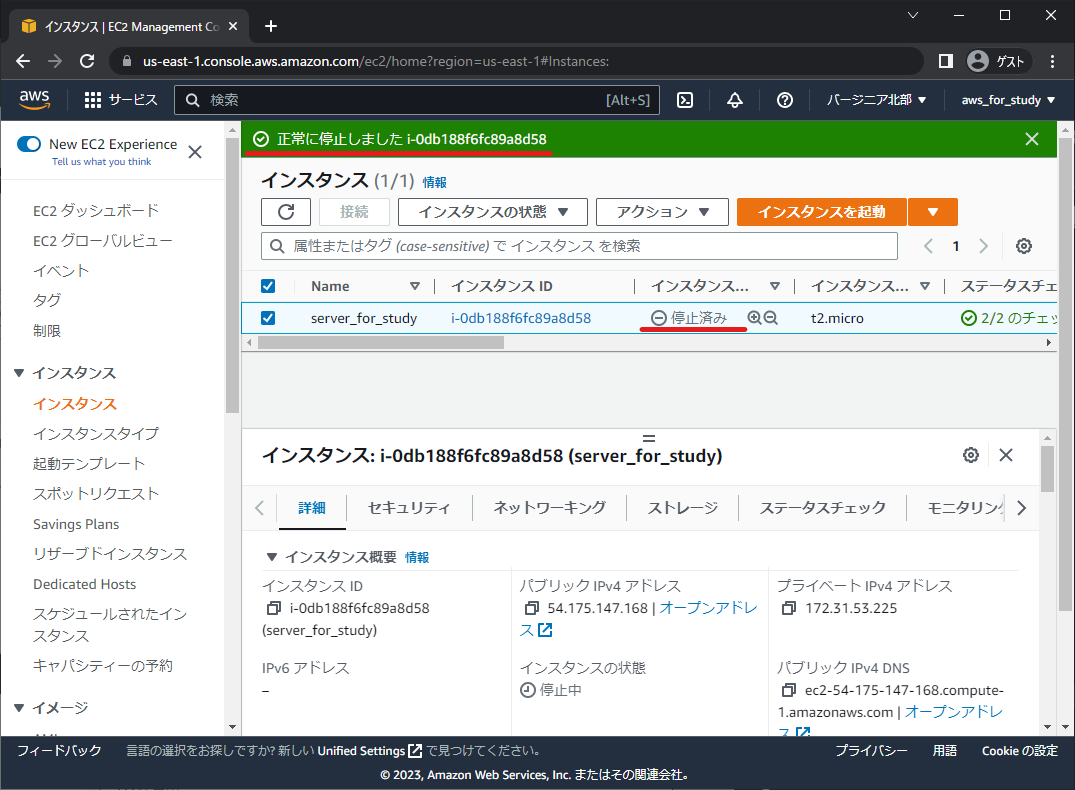 インスタンス | EC2 Management Co
us-east-1.console.aws.amazon.com/ec2/home?region=us-east-1#Instances:
ゲスト
aws
サービス
検索
[Alt+S]
バージニア北部 ▼
aws_for_study ▼
New EC2 Experience
Tell us what you think
EC2 ダッシュボード
EC2 グローバルビュー
イベント
タグ
制限
▼ インスタンス
インスタンス
インスタンスタイプ
起動テンプレート
スポットリクエスト
Savings Plans
リザーブドインスタンス
Dedicated Hosts
スケジュールされたイン
スタンス
キャパシティーの予約
▼ イメージ
正常に停止しました i-0db188f6fc89a8d58
インスタンス (1/1) 情報
接続
インスタンスの状態 ▼
アクション ▼
インスタンスを起動 ▼
属性またはタグ (case-sensitive) で インスタンス を検索
1
Name
インスタンス ID
インスタンス...
インスタンス...
ステータスチェ
server_for_study
i-0db188f6fc89a8d58
停止済み
t2.micro
2/2 のチェッ
インスタンス: i-0db188f6fc89a8d58 (server_for_study)
詳細
セキュリティ
ネットワーキング
ストレージ
ステータスチェック
モニタリン
▼ インスタンス概要 情報
インスタンス ID
i-0db188f6fc89a8d58
(server_for_study)
パブリック IPv4 アドレス
54.175.147.168 | オープンアドレ
ス
プライベート IPv4 アドレス
172.31.53.225
IPv6 アドレス
–
インスタンスの状態
停止中
パブリック IPv4 DNS
ec2-54-175-147-168.compute-
1.amazonaws.com | オープンアドレ
ス
フィードバック
言語の選択をお探しですか? 新しい Unified Settings で見つけてください。
プライバシー
用語
Cookie の設定
© 2023, Amazon Web Services, Inc. またはその関連会社。